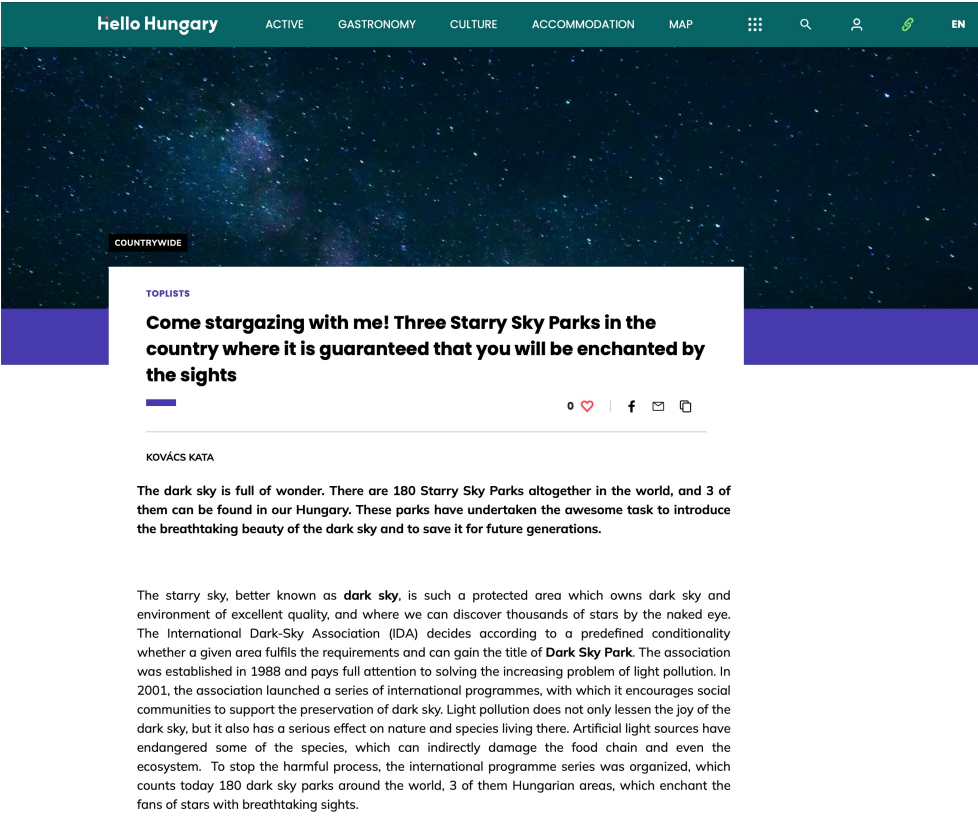 Hello Hungary ACTIVE GASTRONOMY CULTURE ACCOMMODATION MAP EN
COUNTRYWIDE
TOPLISTS
Come stargazing with me! Three Starry Sky Parks in the
country where it is guaranteed that you will be enchanted by
the sights
0
KOVÁCS KATA
The dark sky is full of wonder. There are 180 Starry Sky Parks altogether in the world, and 3 of
them can be found in our Hungary. These parks have undertaken the awesome task to introduce
the breathtaking beauty of the dark sky and to save it for future generations.
The starry sky, better known as dark sky, is such a protected area which owns dark sky and
environment of excellent quality, and where we can discover thousands of stars by the naked eye.
The International Dark-Sky Association (IDA) decides according to a predefined conditionality
whether a given area fulfils the requirements and can gain the title of Dark Sky Park. The association
was established in 1988 and pays full attention to solving the increasing problem of light pollution. In
2001, the association launched a series of international programmes, with which it encourages social
communities to support the preservation of dark sky. Light pollution does not only lessen the joy of the
dark sky, but it also has a serious effect on nature and species living there. Artificial light sources have
endangered some of the species, which can indirectly damage the food chain and even the
ecosystem. To stop the harmful process, the international programme series was organized, which
counts today 180 dark sky parks around the world, 3 of them Hungarian areas, which enchant the
fans of stars with breathtaking sights.